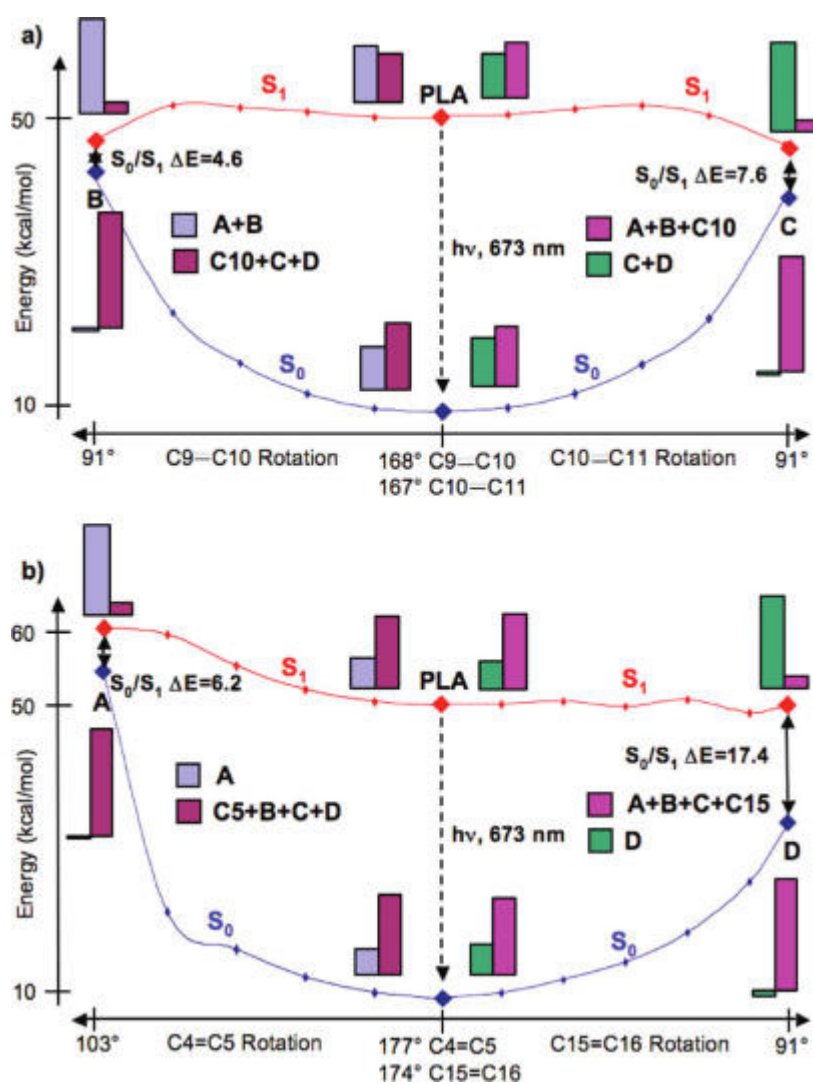 a)
S1
PLA
S1
50
S0/S1 ΔE=4.6
S0/S1 ΔE=7.6
B
C
A+B
C10+C+D
A+B+C10
C+D
hν, 673 nm
Energy (kcal/mol)
S0
S0
10
91°
C9—C10 Rotation
168° C9—C10
167° C10—C11
C10—C11 Rotation
91°
b)
60
S1
PLA
S1
50
S0/S1 ΔE=6.2
A
S0/S1 ΔE=17.4
A
C5+B+C+D
A+B+C+C15
D
hν, 673 nm
D
Energy (kcal/mol)
S0
S0
10
103°
C4=C5 Rotation
177° C4=C5
174° C15=C16
C15=C16 Rotation
91°